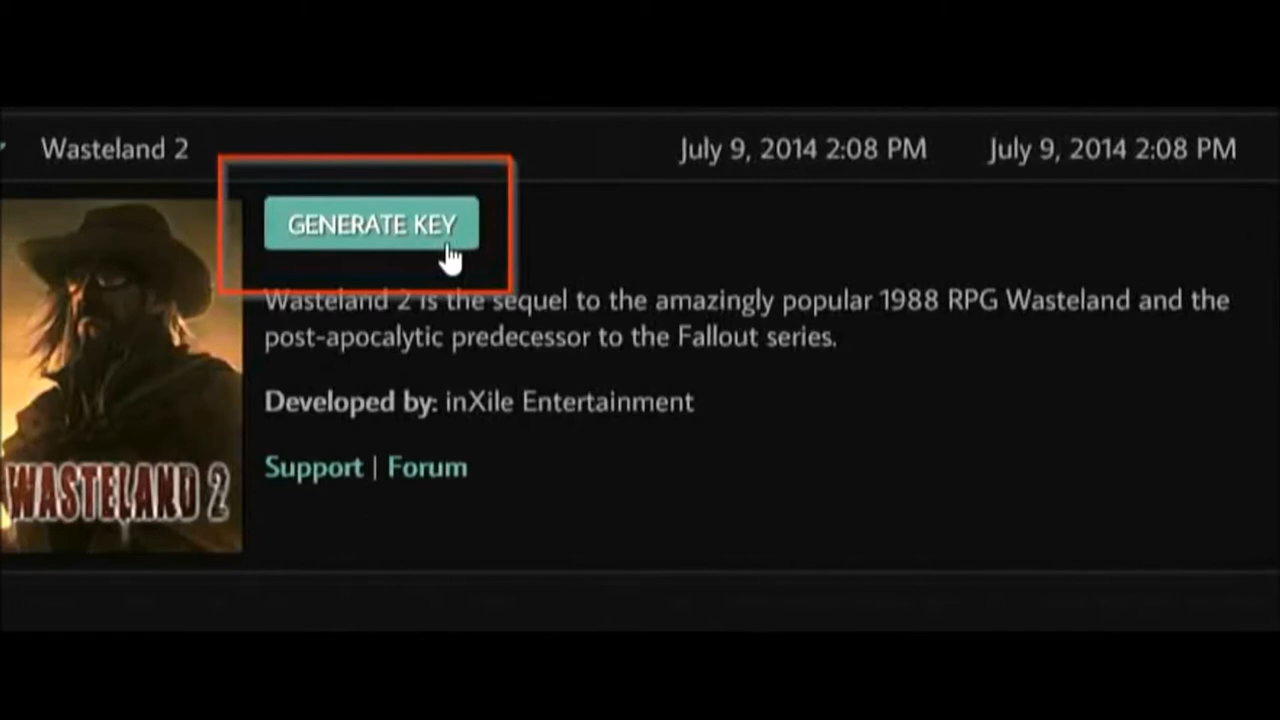 Wasteland 2 July 9, 2014 2:08 PM July 9, 2014 2:08 PM
GENERATE KEY
Wasteland 2 is the sequel to the amazingly popular 1988 RPG Wasteland and the
post-apocalytic predecessor to the Fallout series.
Developed by: inXile Entertainment
Support | Forum
WASTELAND 2